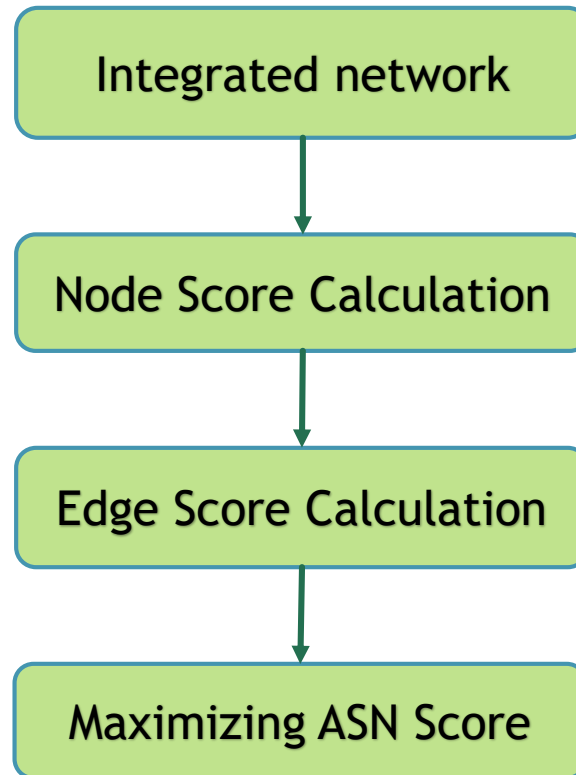 Integrated network
Node Score Calculation
Edge Score Calculation
Maximizing ASN Score